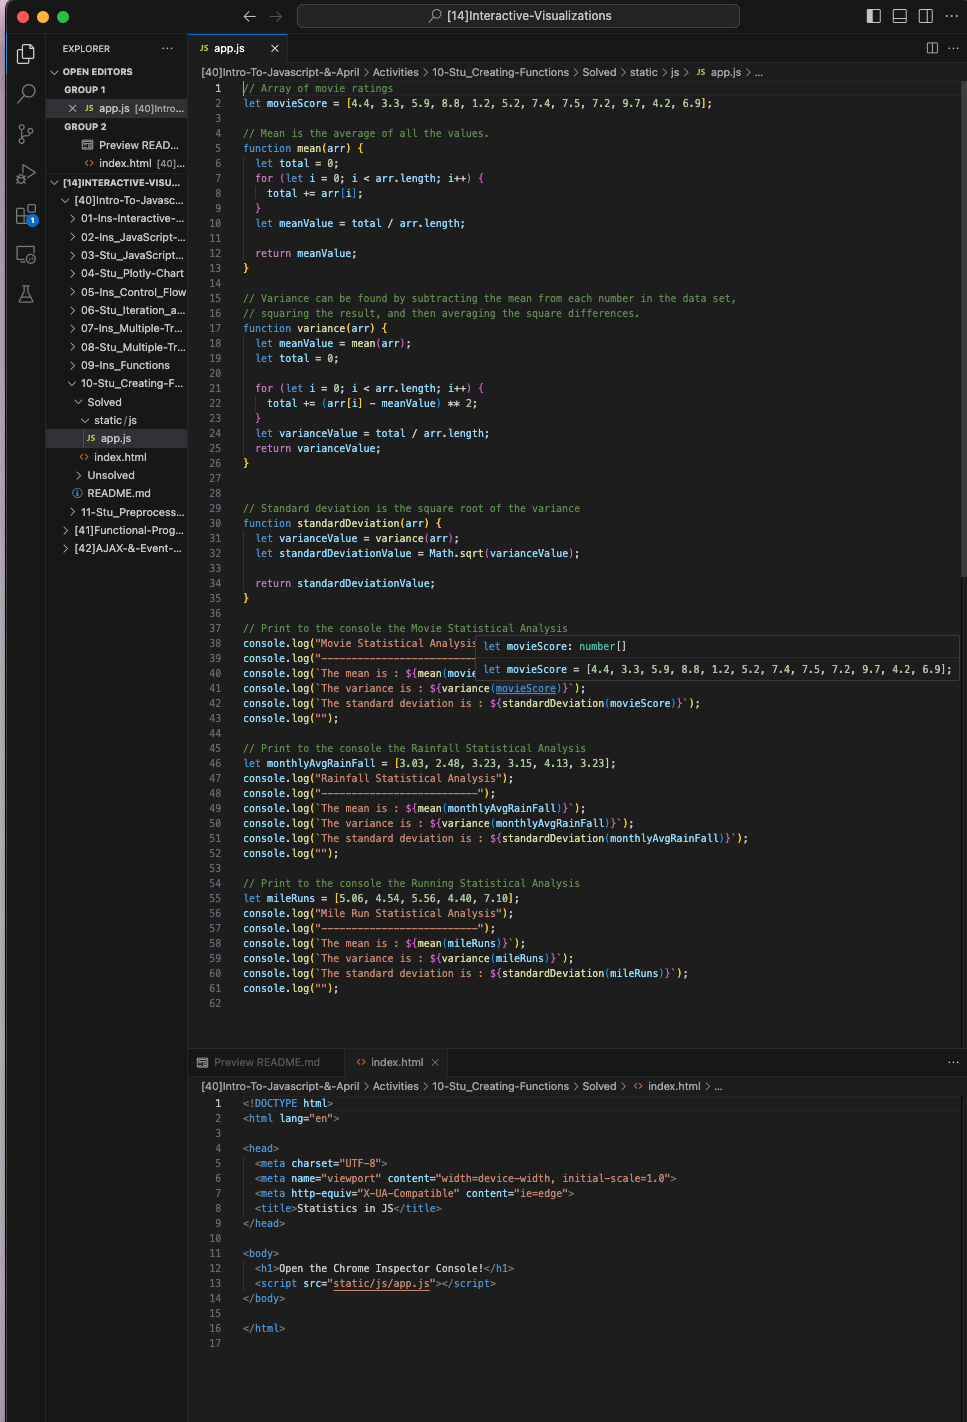 [14]Interactive-Visualizations
EXPLORER
OPEN EDITORS
GROUP 1
JS app.js [40]Intro...
GROUP 2
Preview READ...
index.html [40]...
[14]INTERACTIVE-VISU...
[40]Intro-To-Javasc...
01-Ins-Interactive-...
02-Ins_JavaScript-...
03-Stu_JavaScript...
04-Stu_Plotly-Chart
05-Ins_Control_Flow
06-Stu_Iteration_a...
07-Ins_Multiple-Tr...
08-Stu_Multiple-Tr...
09-Ins_Functions
10-Stu_Creating-F...
Solved
static/js
JS app.js
index.html
Unsolved
README.md
11-Stu_Preprocess...
[41]Functional-Prog...
[42]AJAX-&-Event-...
1
JS app.js
[40]Intro-To-Javascript-&-April > Activities > 10-Stu_Creating-Functions > Solved > static > js > JS app.js > ...
1 // Array of movie ratings
2 let movieScore = [4.4, 3.3, 5.9, 8.8, 1.2, 5.2, 7.4, 7.5, 7.2, 9.7, 4.2, 6.9];
3
4 // Mean is the average of all the values.
5 function mean(arr) {
6 let total = 0;
7 for (let i = 0; i < arr.length; i++) {
8 total += arr[i];
9 }
10 let meanValue = total / arr.length;
11
12 return meanValue;
13 }
14
15 // Variance can be found by subtracting the mean from each number in the data set,
16 // squaring the result, and then averaging the square differences.
17 function variance(arr) {
18 let meanValue = mean(arr);
19 let total = 0;
20
21 for (let i = 0; i < arr.length; i++) {
22 total += (arr[i] - meanValue) ** 2;
23 }
24 let varianceValue = total / arr.length;
25 return varianceValue;
26 }
27
28
29 // Standard deviation is the square root of the variance
30 function standardDeviation(arr) {
31 let varianceValue = variance(arr);
32 let standardDeviationValue = Math.sqrt(varianceValue);
33
34 return standardDeviationValue;
35 }
36
37 // Print to the console the Movie Statistical Analysis
38 console.log("Movie Statistical Analysis
let movieScore: number[]
39 console.log("--------------------------
let movieScore = [4.4, 3.3, 5.9, 8.8, 1.2, 5.2, 7.4, 7.5, 7.2, 9.7, 4.2, 6.9];
40 console.log(`The mean is : ${mean(movie
41 console.log(`The variance is : ${variance(movieScore)}`);
42 console.log(`The standard deviation is : ${standardDeviation(movieScore)}`);
43 console.log("");
44
45 // Print to the console the Rainfall Statistical Analysis
46 let monthlyAvgRainFall = [3.03, 2.48, 3.23, 3.15, 4.13, 3.23];
47 console.log("Rainfall Statistical Analysis");
48 console.log("--------------------------");
49 console.log(`The mean is : ${mean(monthlyAvgRainFall)}`);
50 console.log(`The variance is : ${variance(monthlyAvgRainFall)}`);
51 console.log(`The standard deviation is : ${standardDeviation(monthlyAvgRainFall)}`);
52 console.log("");
53
54 // Print to the console the Running Statistical Analysis
55 let mileRuns = [5.06, 4.54, 5.56, 4.40, 7.10];
56 console.log("Mile Run Statistical Analysis");
57 console.log("--------------------------");
58 console.log(`The mean is : ${mean(mileRuns)}`);
59 console.log(`The variance is : ${variance(mileRuns)}`);
60 console.log(`The standard deviation is : ${standardDeviation(mileRuns)}`);
61 console.log("");
62
Preview README.md index.html
[40]Intro-To-Javascript-&-April > Activities > 10-Stu_Creating-Functions > Solved > index.html > ...
1 <!DOCTYPE html>
2 <html lang="en">
3
4 <head>
5 <meta charset="UTF-8">
6 <meta name="viewport" content="width=device-width, initial-scale=1.0">
7 <meta http-equiv="X-UA-Compatible" content="ie=edge">
8 <title>Statistics in JS</title>
9 </head>
10
11 <body>
12 <h1>Open the Chrome Inspector Console!</h1>
13 <script src="static/js/app.js"></script>
14 </body>
15
16 </html>
17